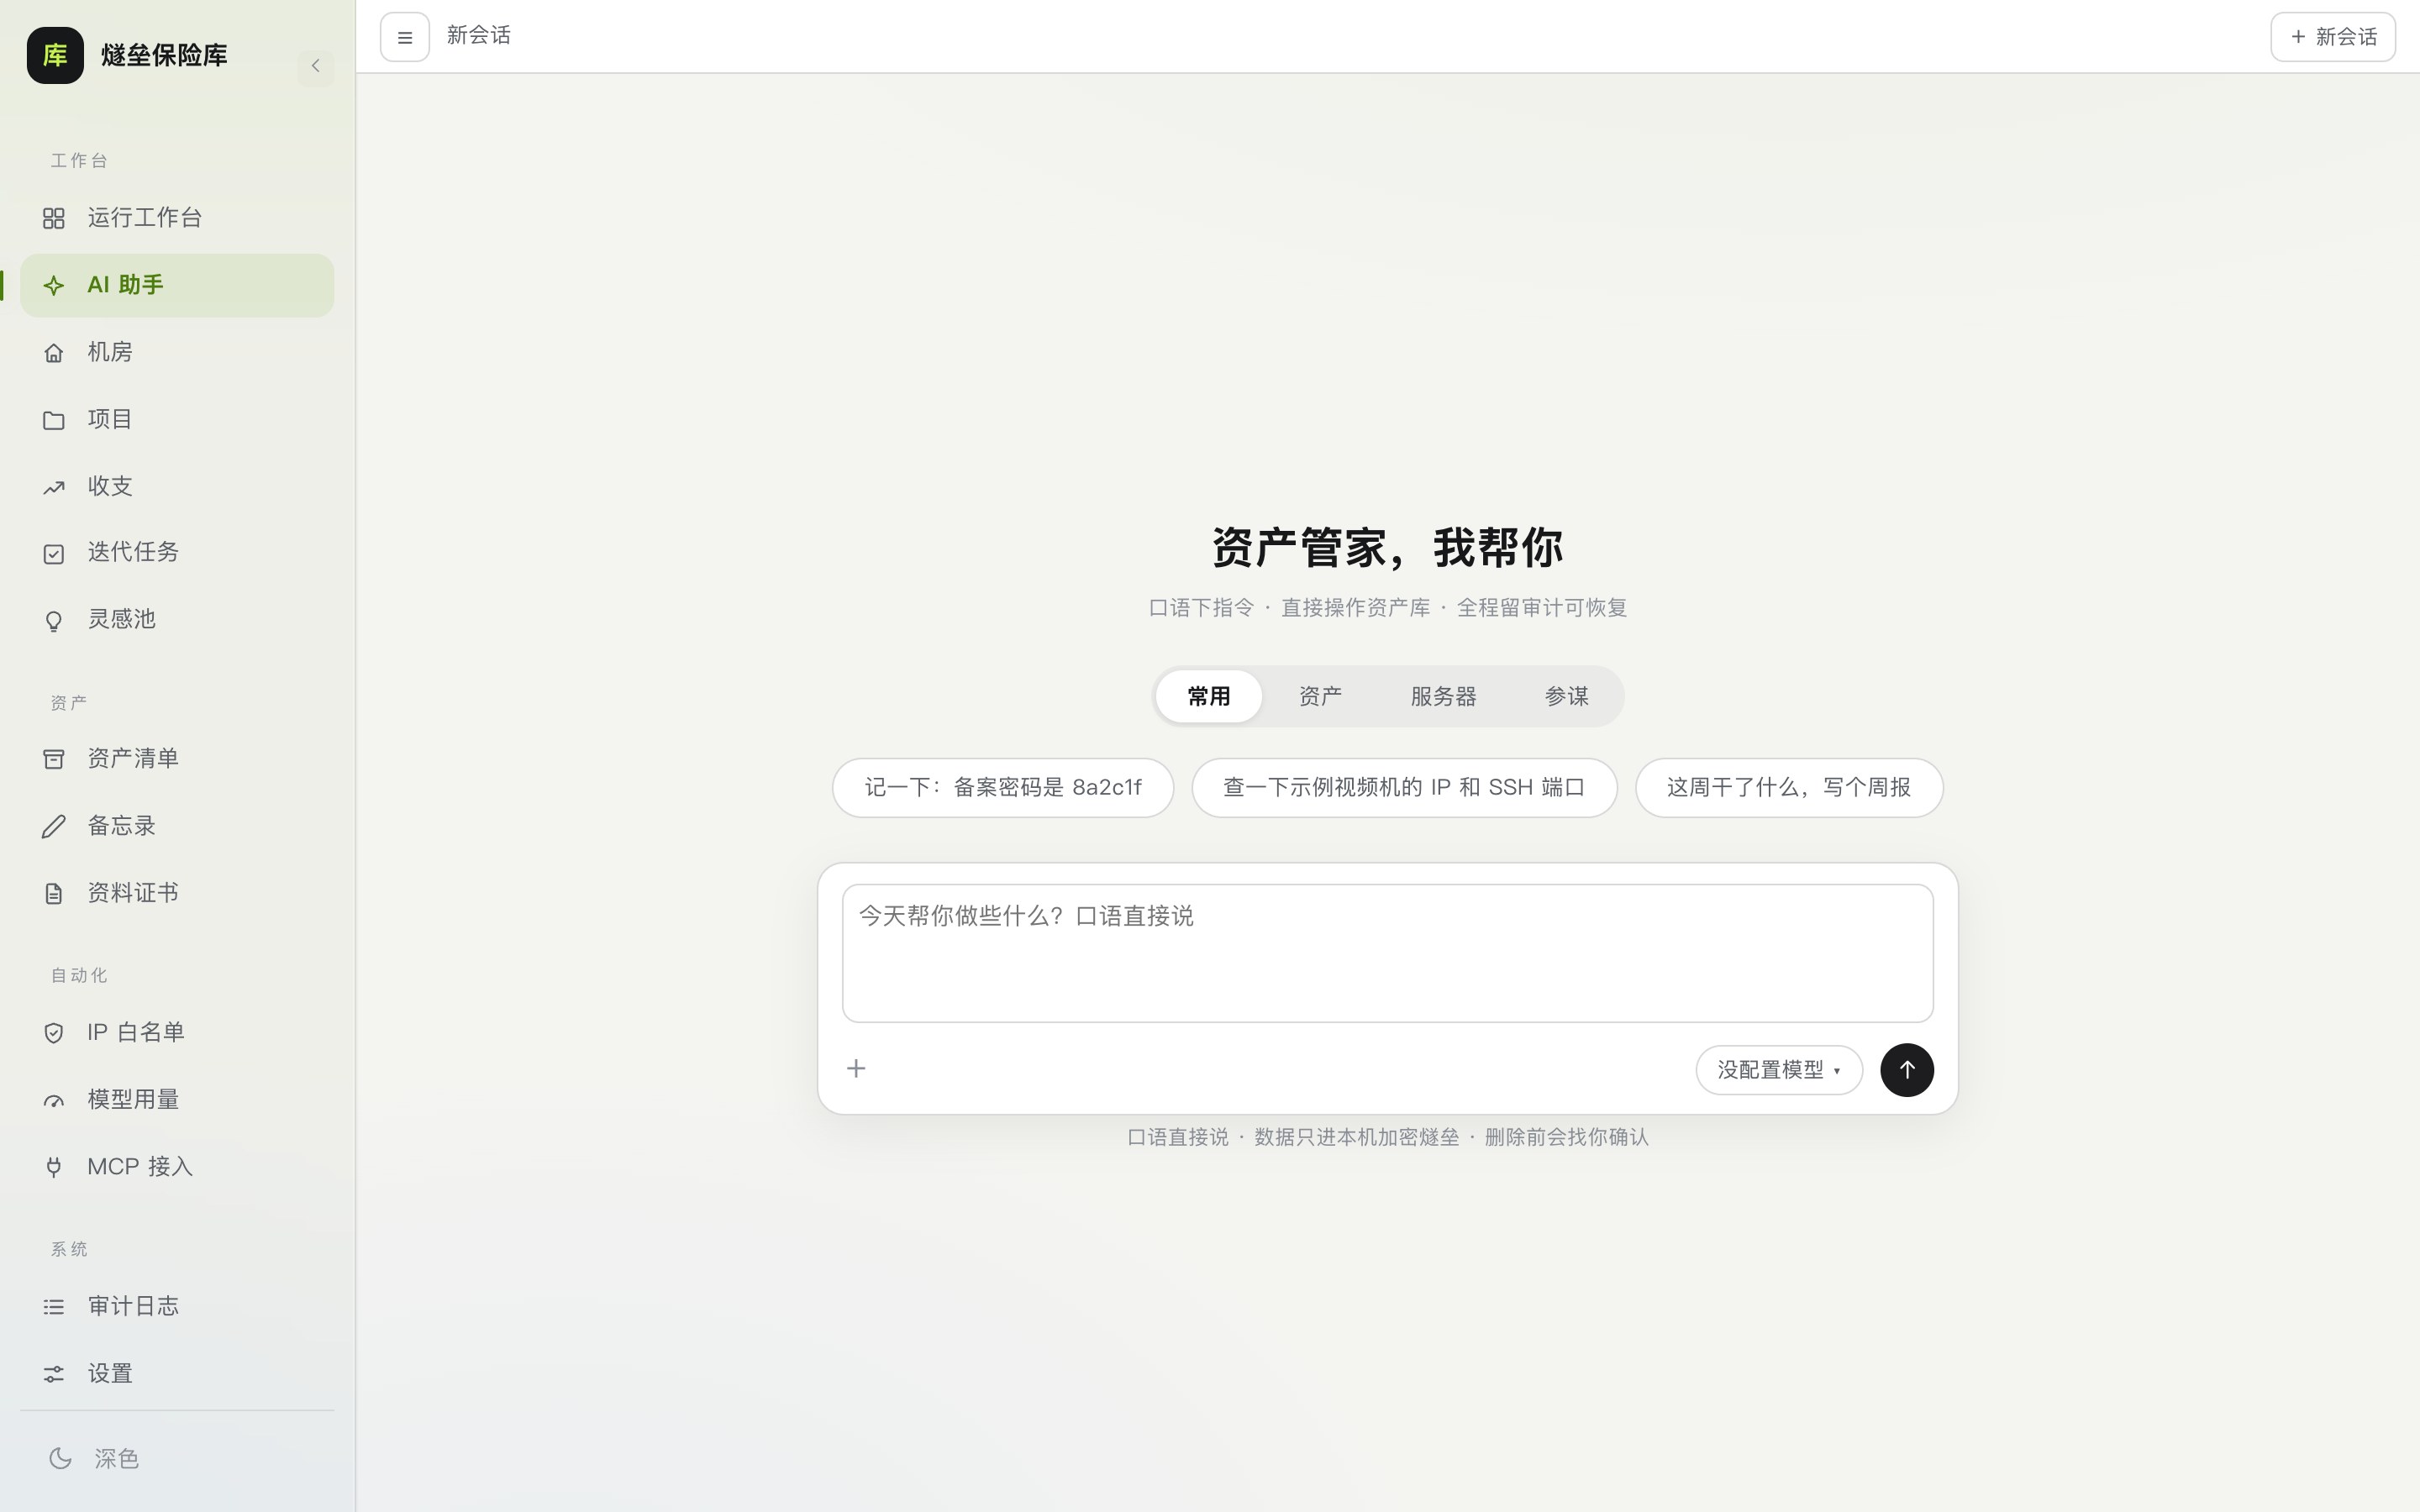 库 燧垒保险库
工作台
运行工作台
AI 助手
机房
项目
收支
迭代任务
灵感池
资产
资产清单
备忘录
资料证书
自动化
IP 白名单
模型用量
MCP 接入
系统
审计日志
设置
深色
新会话
+ 新会话
资产管家，我帮你
口语下指令 · 直接操作资产库 · 全程留审计可恢复
常用 资产 服务器 参谋
记一下：备案密码是 8a2c1f 查一下示例视频机的 IP 和 SSH 端口 这周干了什么，写个周报
今天帮你做些什么？口语直接说
没配置模型
口语直接说 · 数据只进本机加密燧垒 · 删除前会找你确认